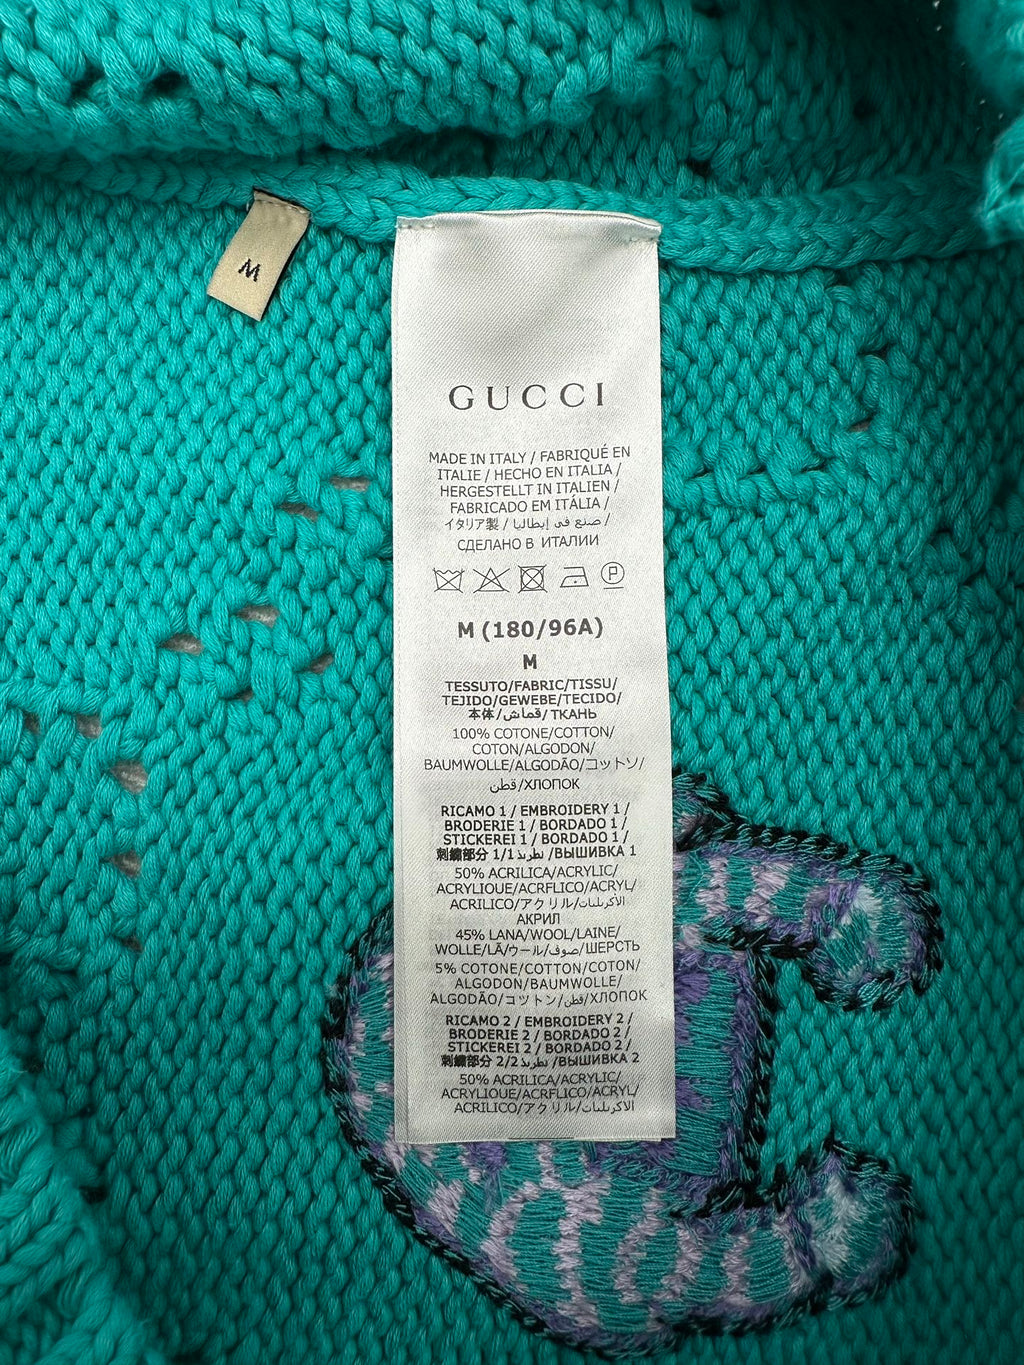 M
GUCCI
MADE IN ITALY / FABRIQUÉ EN
ITALIE / HECHO EN ITALIA /
HERGESTELLT IN ITALIEN /
FABRICADO EM ITÁLIA /
イタリア製 / صنع في إيطاليا /
СДЕЛАНО В ИТАЛИИ
P
M (180/96A)
M
TESSUTO/FABRIC/TISSU/
TEJIDO/GEWEBE/TECIDO/
本体/قماش/ТКАНЬ
100% COTONE/COTTON/
COTON/ALGODON/
BAUMWOLLE/ALGODÃO/コットン/
قطن/ХЛОПОК
RICAMO 1 / EMBROIDERY 1 /
BRODERIE 1 / BORDADO 1 /
STICKEREI 1 / BORDADO 1 /
刺繍部分 1/1 نطريذ /ВЫШИВКА 1
50% ACRILICA/ACRYLIC/
ACRYLIQUE/ACRFLICO/ACRYL/
ACRILICO/アクリル/الأكريليات/
АКРИЛ
45% LANA/WOOL/LAINE/
WOLLE/LÃ/ウール/صوف/ШЕРСТЬ
5% COTONE/COTTON/COTON/
ALGODON/BAUMWOLLE/
ALGODÃO/コットン/قطن/ХЛОПОК
RICAMO 2 / EMBROIDERY 2 /
BRODERIE 2 / BORDADO 2 /
STICKEREI 2 / BORDADO 2 /
刺繍部分 2/2 نطريذ /ВЫШИВКА 2
50% ACRILICA/ACRYLIC/
ACRYLIQUE/ACRFLICO/ACRYL/
ACRILICO/アクリル/الأكريليات/